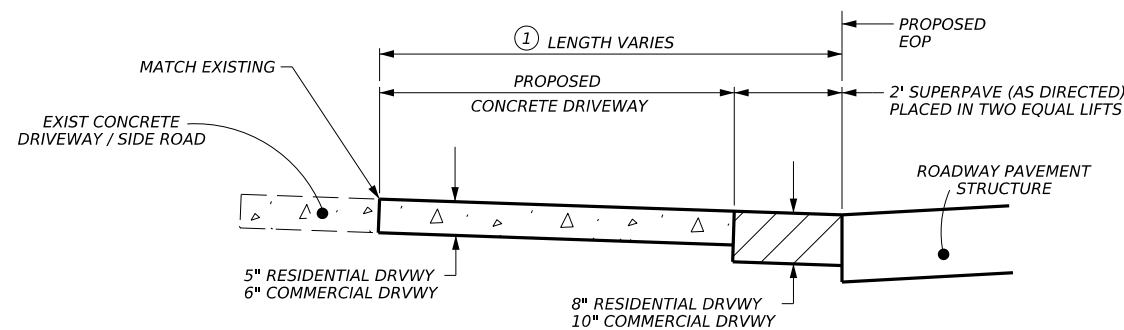 PROPOSED
EOP
1 LENGTH VARIES
MATCH EXISTING
PROPOSED
CONCRETE DRIVEWAY
2' SUPERPAVE (AS DIRECTED)
PLACED IN TWO EQUAL LIFTS
EXIST CONCRETE
DRIVEWAY / SIDE ROAD
ROADWAY PAVEMENT
STRUCTURE
5" RESIDENTIAL DRVWY
6" COMMERCIAL DRVWY
8" RESIDENTIAL DRVWY
10" COMMERCIAL DRVWY